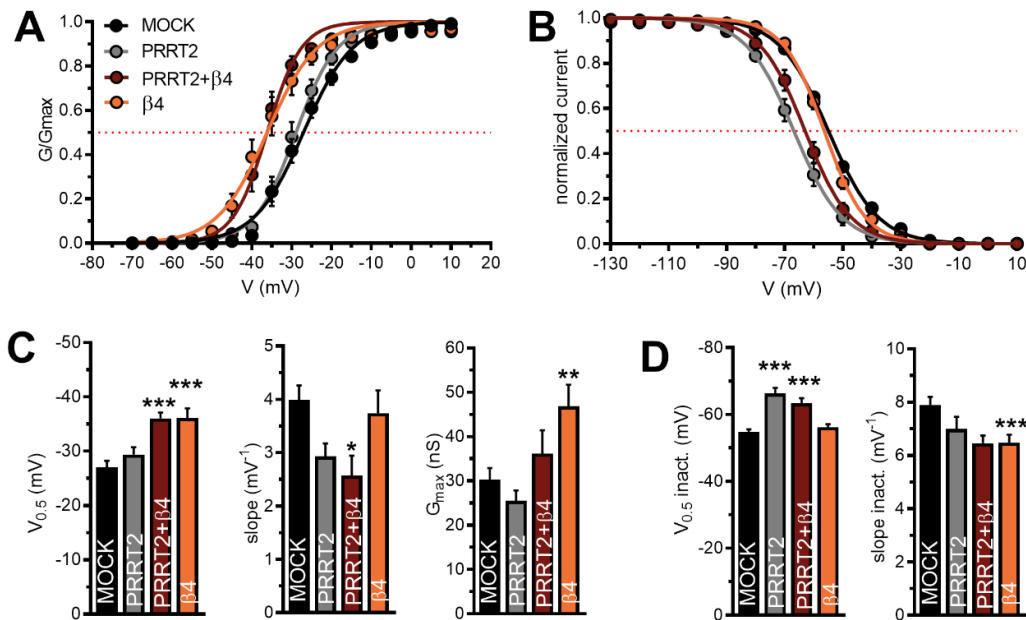 A
G/Gmax
1.0
0.8
0.6
0.4
0.2
0.0
-80 -70 -60 -50 -40 -30 -20 -10 0 10 20
V (mV)
MOCK
PRRT2
PRRT2+β4
β4
B
normalized current
1.0
0.8
0.6
0.4
0.2
0.0
-130 -110 -90 -70 -50 -30 -10 10
V (mV)
C
V0.5 (mV)
-50
-40
-30
-20
-10
0
*** ***
MOCK PRRT2 PRRT2+β4 β4
slope (mV-1)
5
4
3
2
1
0
*
MOCK PRRT2 PRRT2+β4 β4
Gmax (nS)
60
50
40
30
20
10
0
**
MOCK PRRT2 PRRT2+β4 β4
D
V0.5 inact. (mV)
-80
-60
-40
-20
0
*** ***
MOCK PRRT2 PRRT2+β4 β4
slope inact. (mV-1)
10
8
6
4
2
0
***
MOCK PRRT2 PRRT2+β4 β4